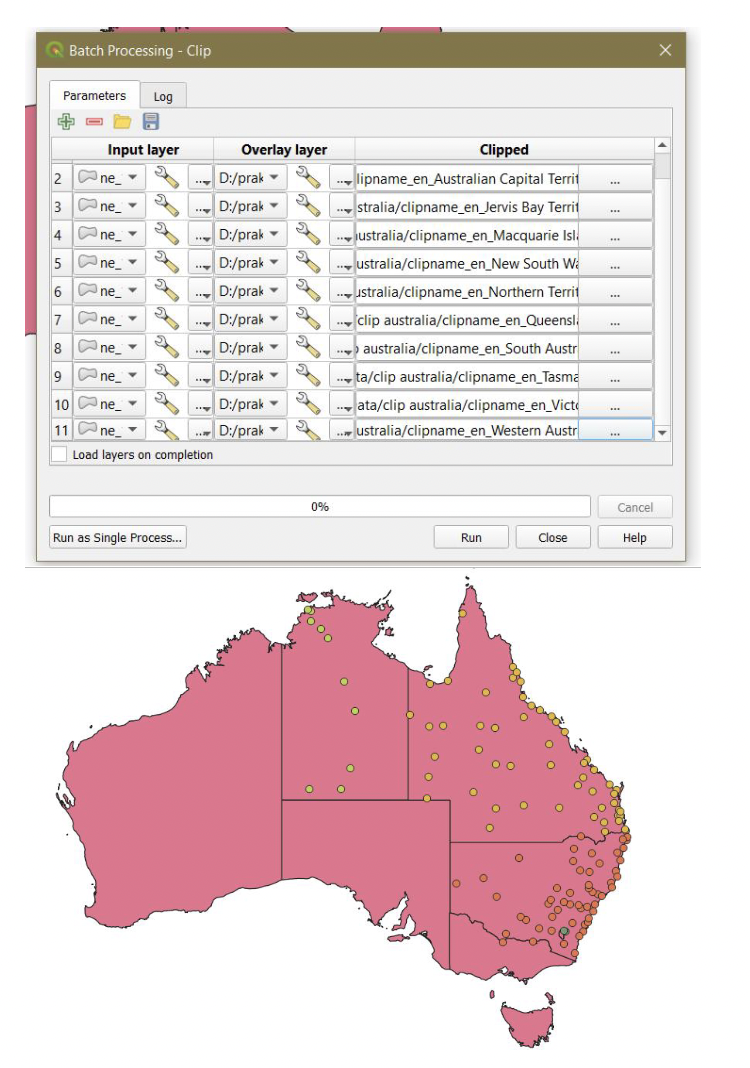 Batch Processing - Clip
Parameters Log
Input layer Overlay layer Clipped
2 ne_ ... D:/prak ... lipname_en_Australian Capital Territ ...
3 ne_ ... D:/prak ... stralia/clipname_en_Jervis Bay Territ ...
4 ne_ ... D:/prak ... ustralia/clipname_en_Macquarie Isl ...
5 ne_ ... D:/prak ... ustralia/clipname_en_New South Wa ...
6 ne_ ... D:/prak ... ustralia/clipname_en_Northern Territ ...
7 ne_ ... D:/prak ... /clip australia/clipname_en_Queensl ...
8 ne_ ... D:/prak ... australia/clipname_en_South Austr ...
9 ne_ ... D:/prak ... ta/clip australia/clipname_en_Tasma ...
10 ne_ ... D:/prak ... ata/clip australia/clipname_en_Vict ...
11 ne_ ... D:/prak ... ustralia/clipname_en_Western Austr ...
Load layers on completion
0% Cancel
Run as Single Process... Run Close Help